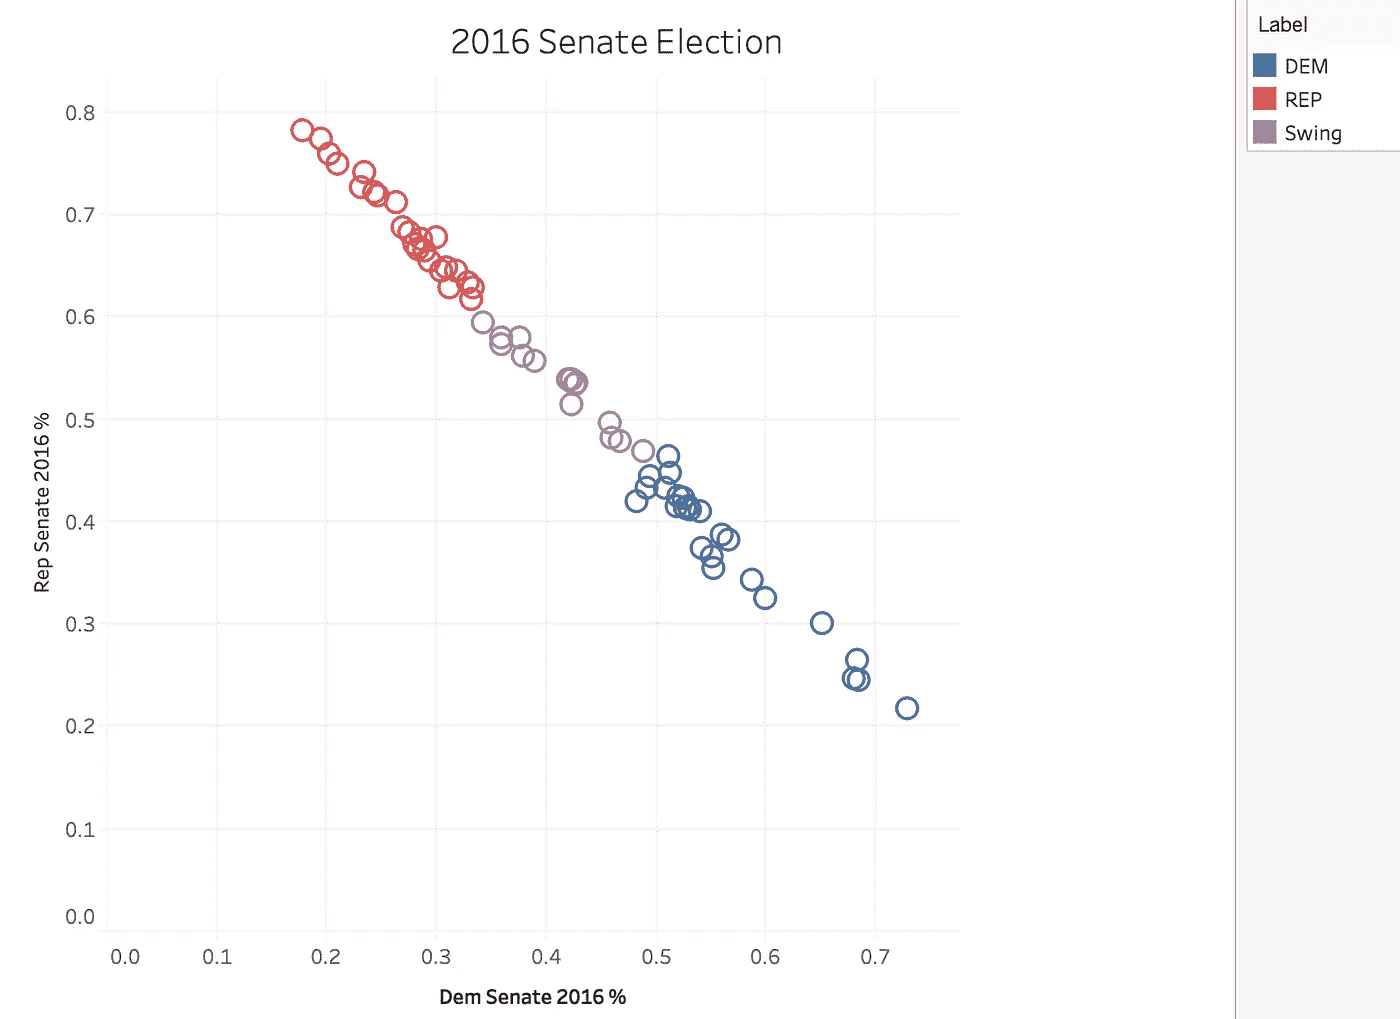 2016 Senate Election
Label
DEM
REP
Swing
Rep Senate 2016 %
0.8
0.7
0.6
0.5
0.4
0.3
0.2
0.1
0.0
0.0 0.1 0.2 0.3 0.4 0.5 0.6 0.7
Dem Senate 2016 %